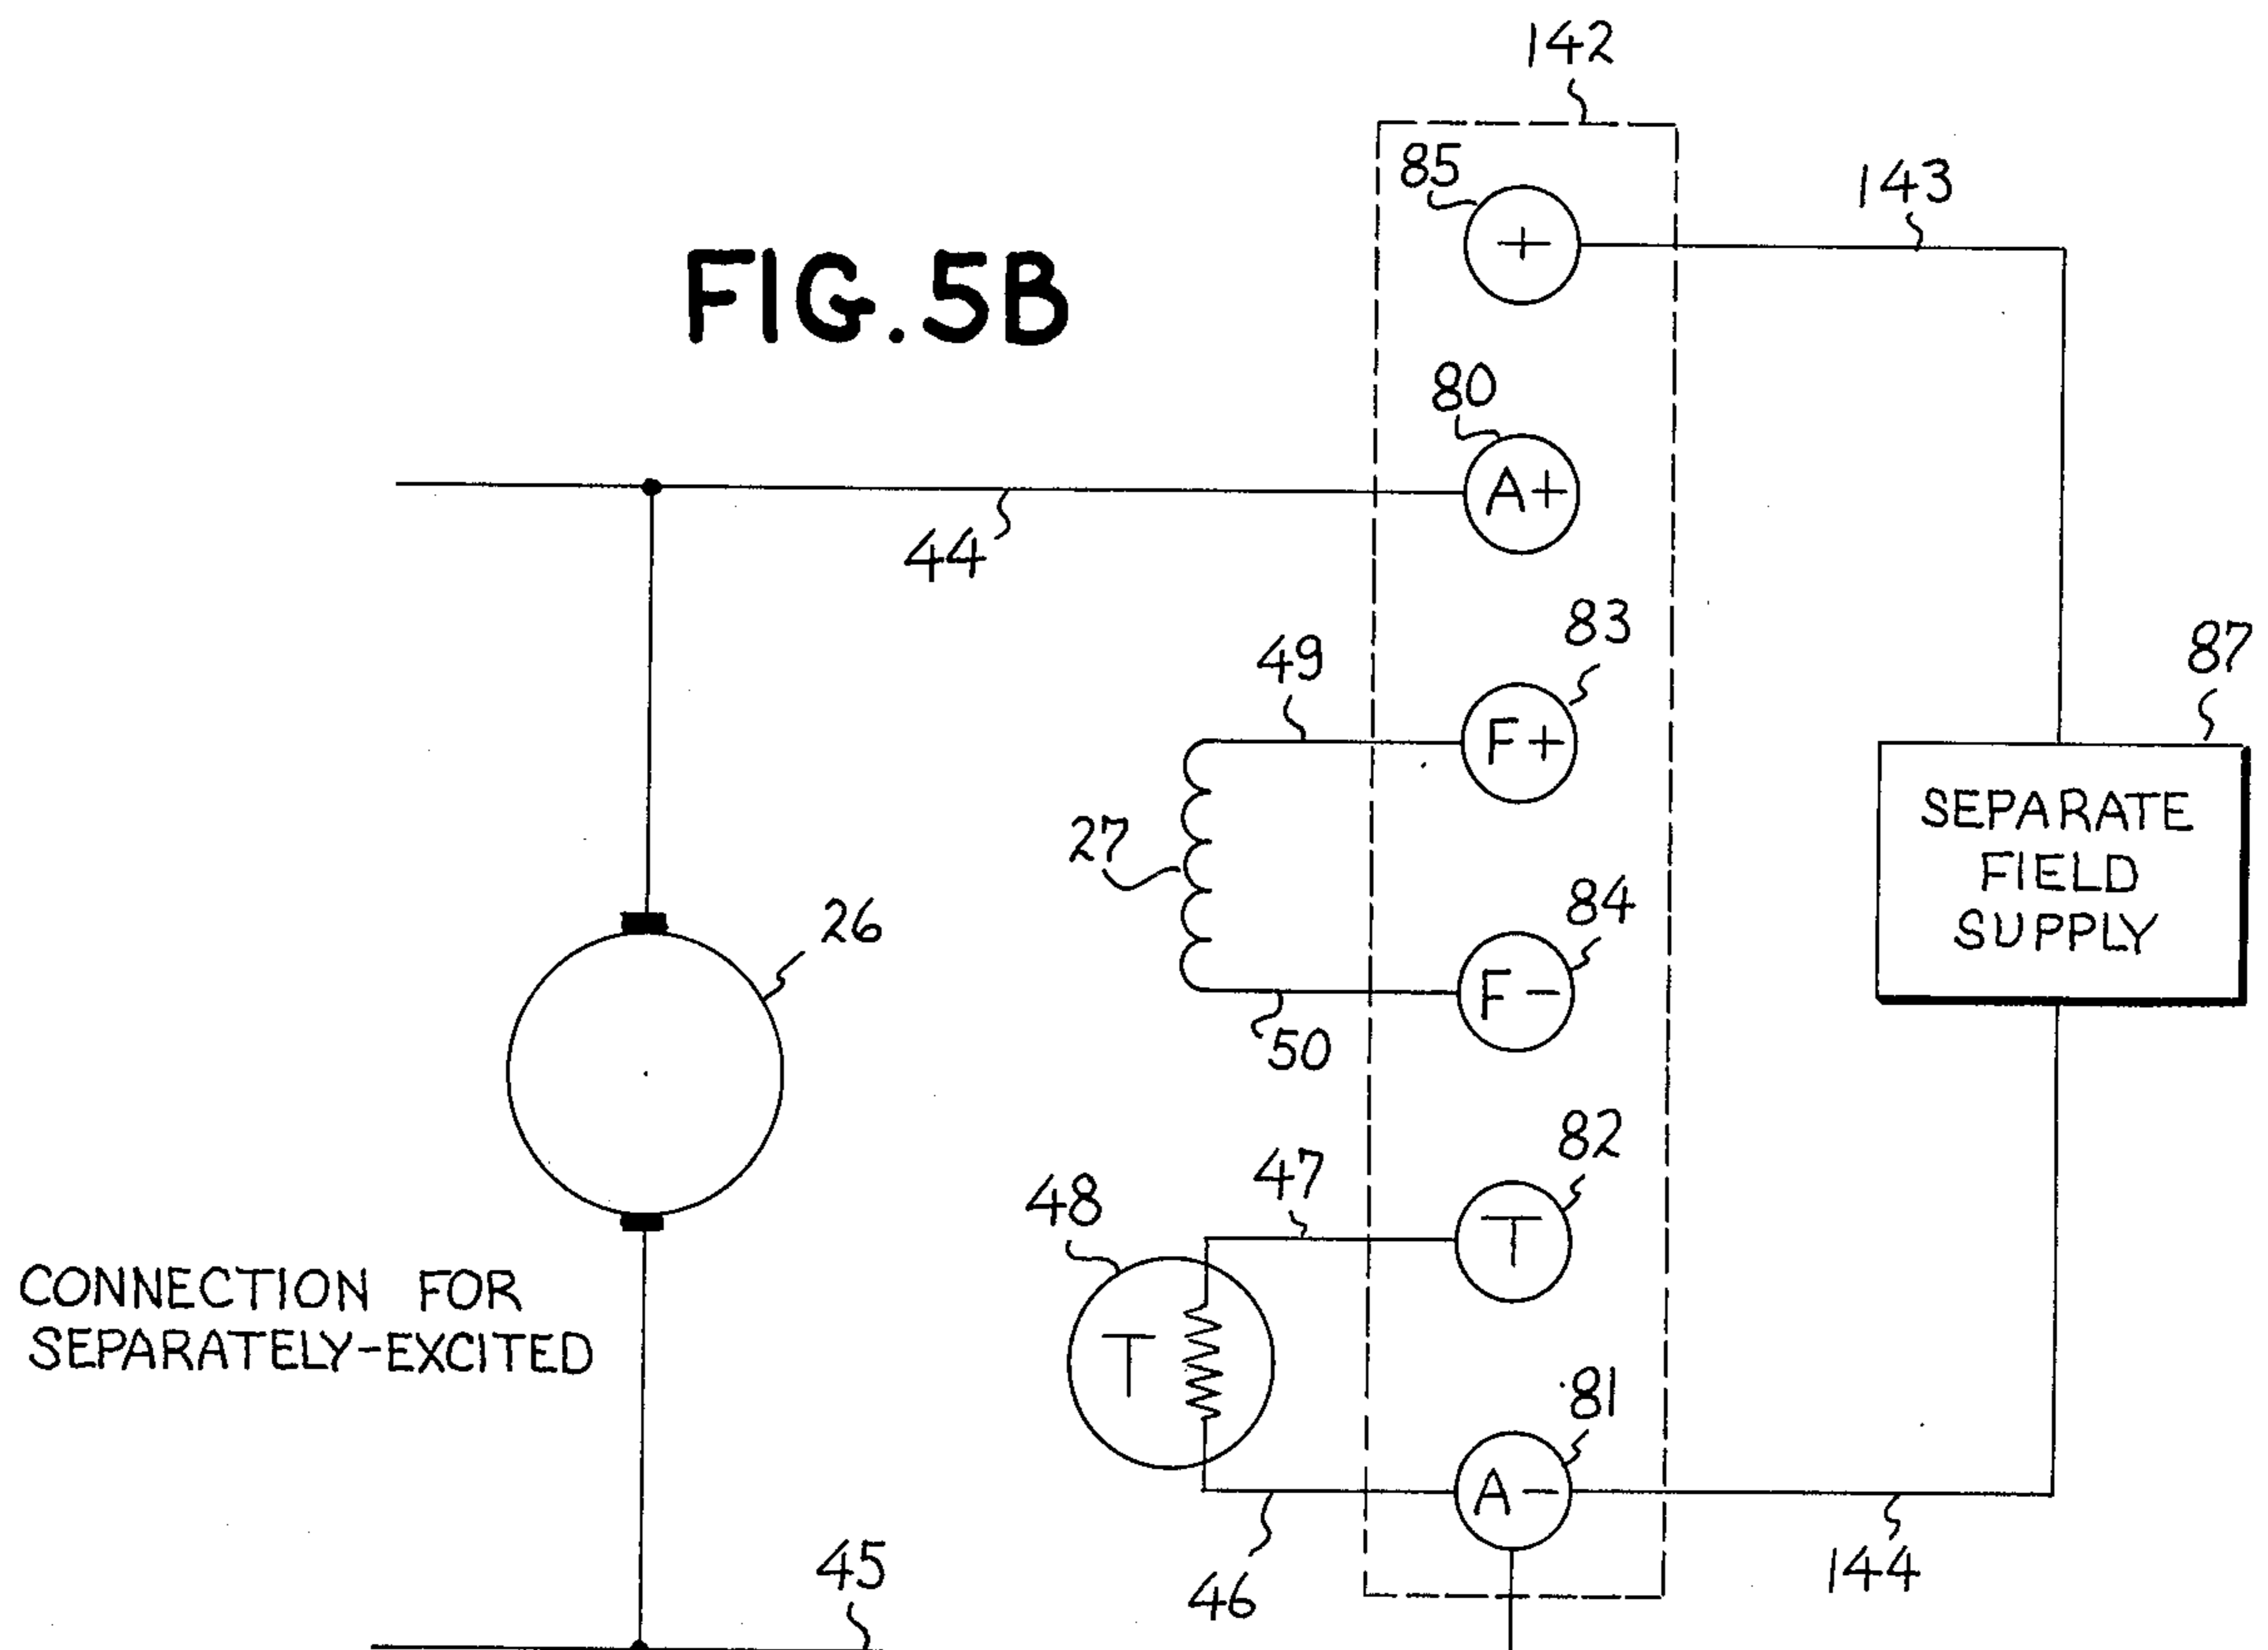 142
85
143
+
FIG. 5B
80
A+
44
83
49
F+
87
SEPARATE
FIELD
SUPPLY
27
84
26
F-
50
82
47
48
T
CONNECTION FOR
SEPARATELY-EXCITED
T
81
A-
45
46
144